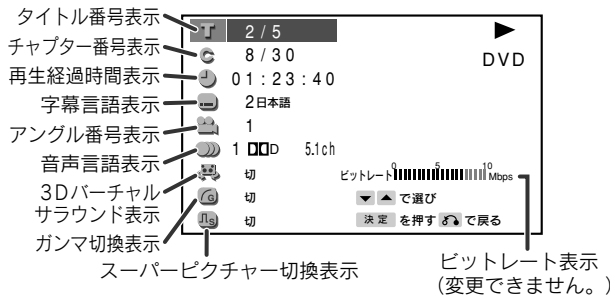 タイトル番号表示
チャプター番号表示
再生経過時間表示
字幕言語表示
アングル番号表示
音声言語表示
3Dバーチャル
サラウンド表示
ガンマ切換表示
スーパーピクチャー切換表示
T 2/5
C 8/30
01:23:40
2日本語
1
1 DD D 5.1ch
切
G 切
S 切
DVD
ビットレート 0 5 10 Mbps
で選び
決定 を押す で戻る
ビットレート表示
(変更できません。)